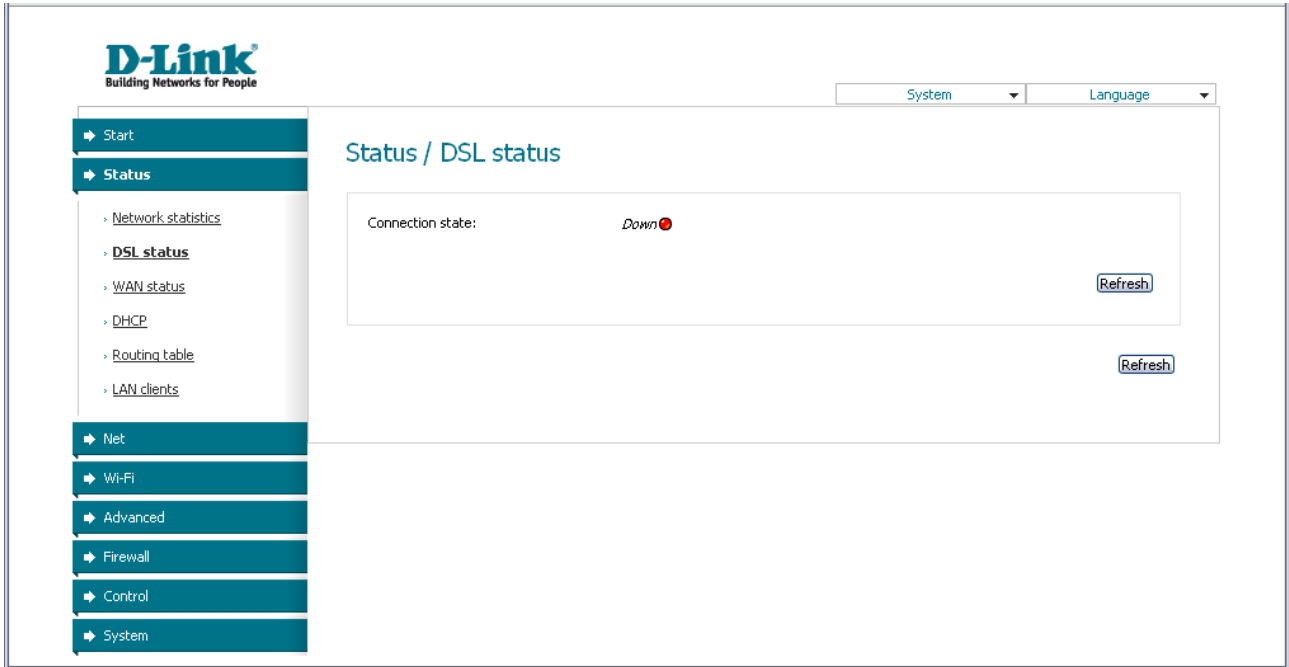 D-Link®
Building Networks for People
System
Language
Start
Status
Network statistics
DSL status
WAN status
DHCP
Routing table
LAN clients
Net
Wi-Fi
Advanced
Firewall
Control
System
Status / DSL status
Connection state: Down
Refresh
Refresh